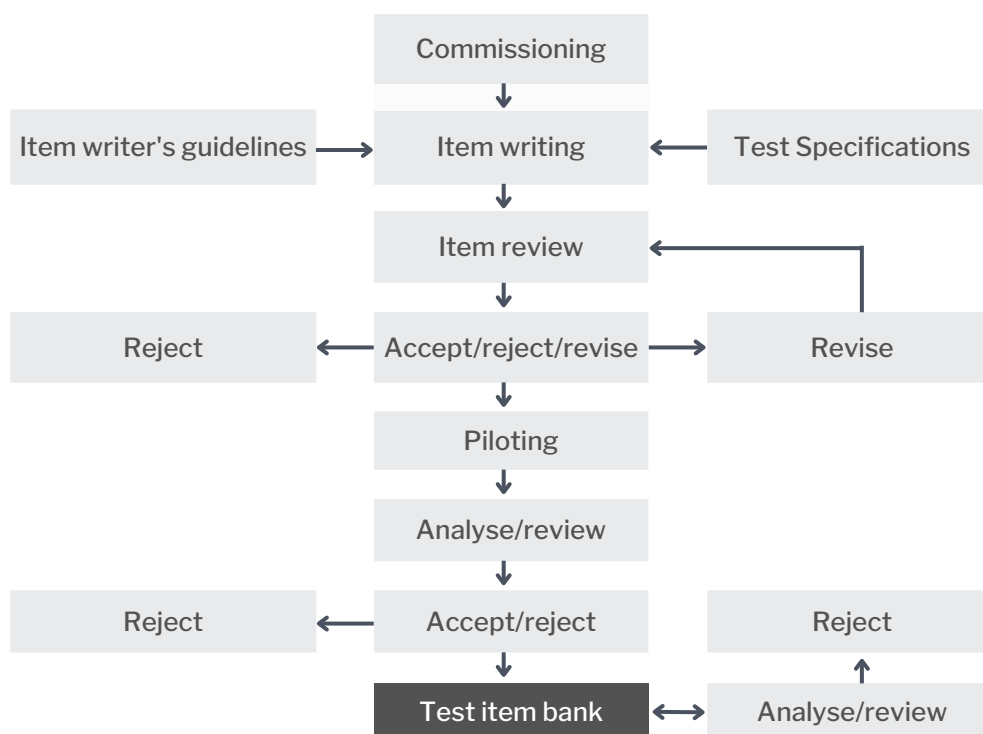 Commissioning
Item writer's guidelines
Item writing
Test Specifications
Item review
Reject
Accept/reject/revise
Revise
Piloting
Analyse/review
Reject
Accept/reject
Reject
Test item bank
Analyse/review